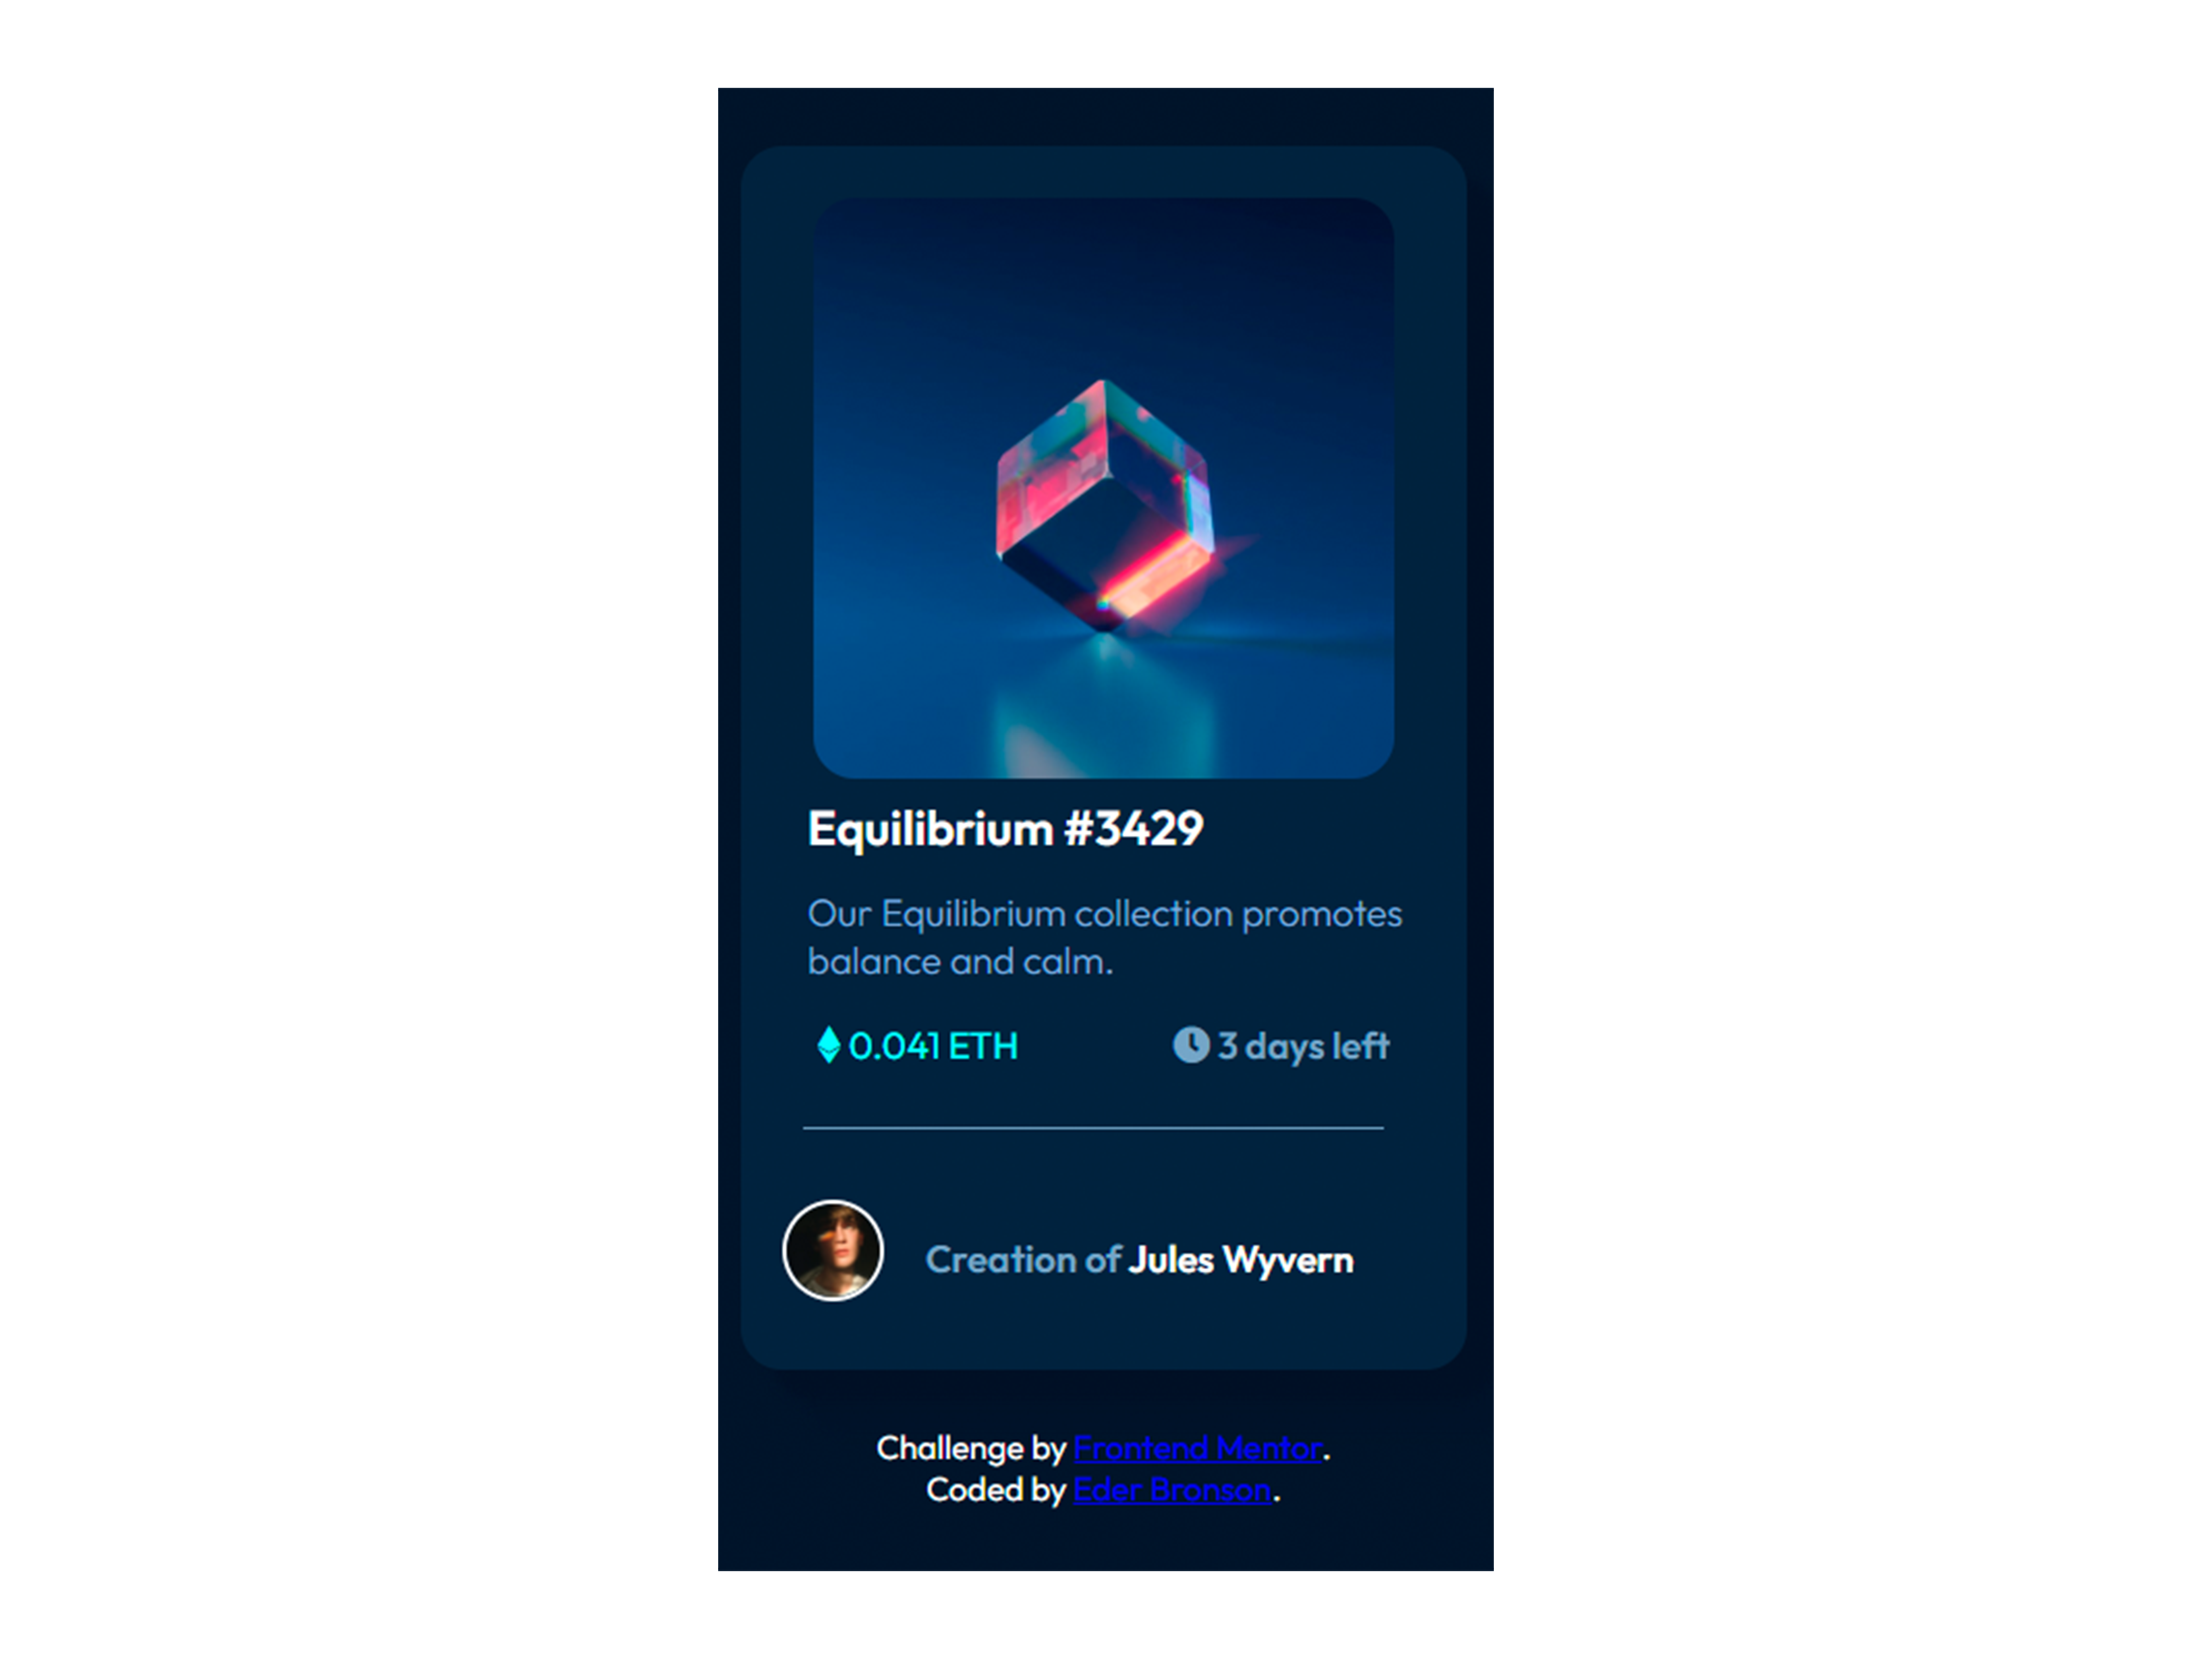 Equilibrium #3429
Our Equilibrium collection promotes
balance and calm.
0.041 ETH
3 days left
Creation of Jules Wyvern
Challenge by Frontend Mentor.
Coded by Eder Bronson.